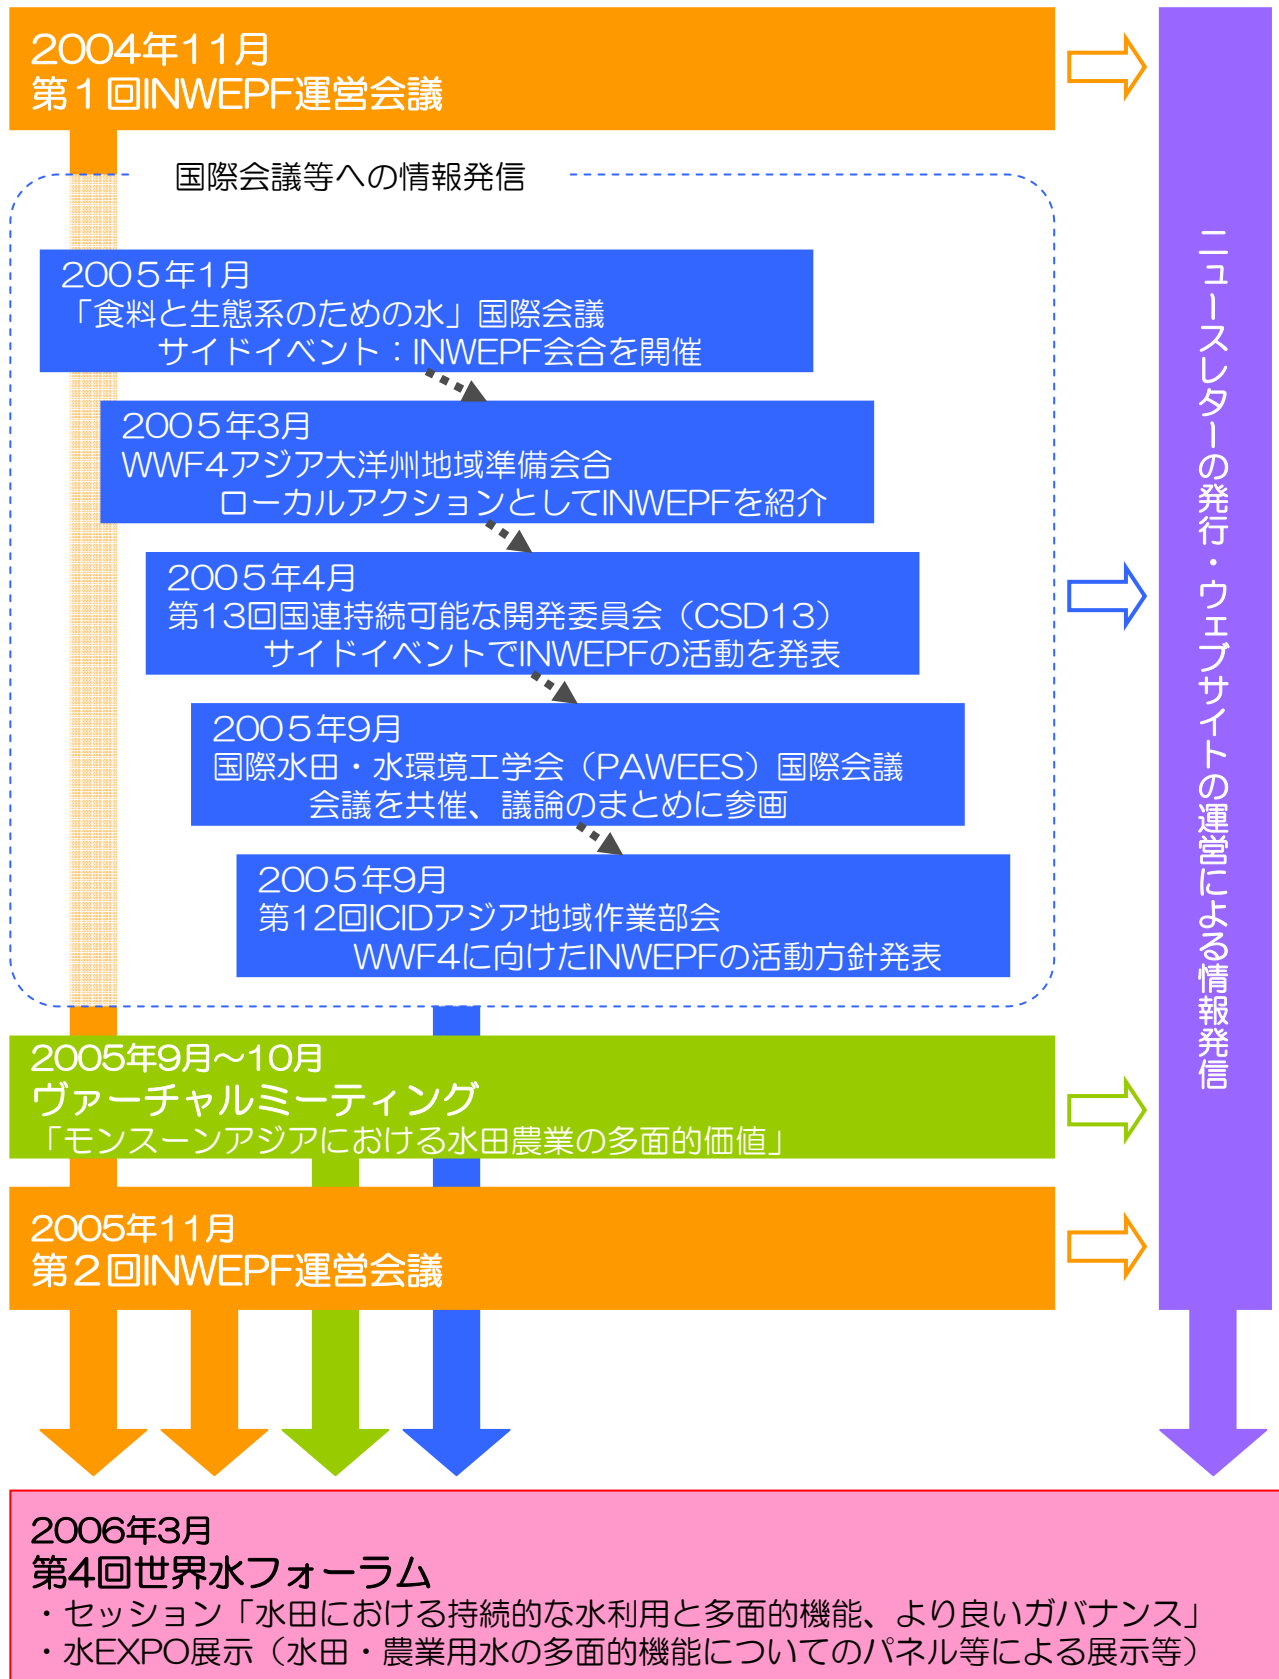 2004年11月
第１回INWEPF運営会議
国際会議等への情報発信
2005年1月
「食料と生態系のための水」国際会議
サイドイベント：INWEPF会合を開催
2005年3月
WWF4アジア大洋州地域準備会合
ローカルアクションとしてINWEPFを紹介
2005年4月
第13回国連持続可能な開発委員会（CSD13）
サイドイベントでINWEPFの活動を発表
2005年9月
国際水田・水環境工学会（PAWEES）国際会議
会議を共催、議論のまとめに参画
2005年9月
第12回ICIDアジア地域作業部会
WWF4に向けたINWEPFの活動方針発表
2005年9月～10月
ヴァーチャルミーティング
「モンスーンアジアにおける水田農業の多面的価値」
2005年11月
第２回INWEPF運営会議
ニュースレターの発行・ウェブサイトの運営による情報発信
2006年3月
第4回世界水フォーラム
・セッション「水田における持続的な水利用と多面的機能、より良いガバナンス」
・水EXPO展示（水田・農業用水の多面的機能についてのパネル等による展示等）